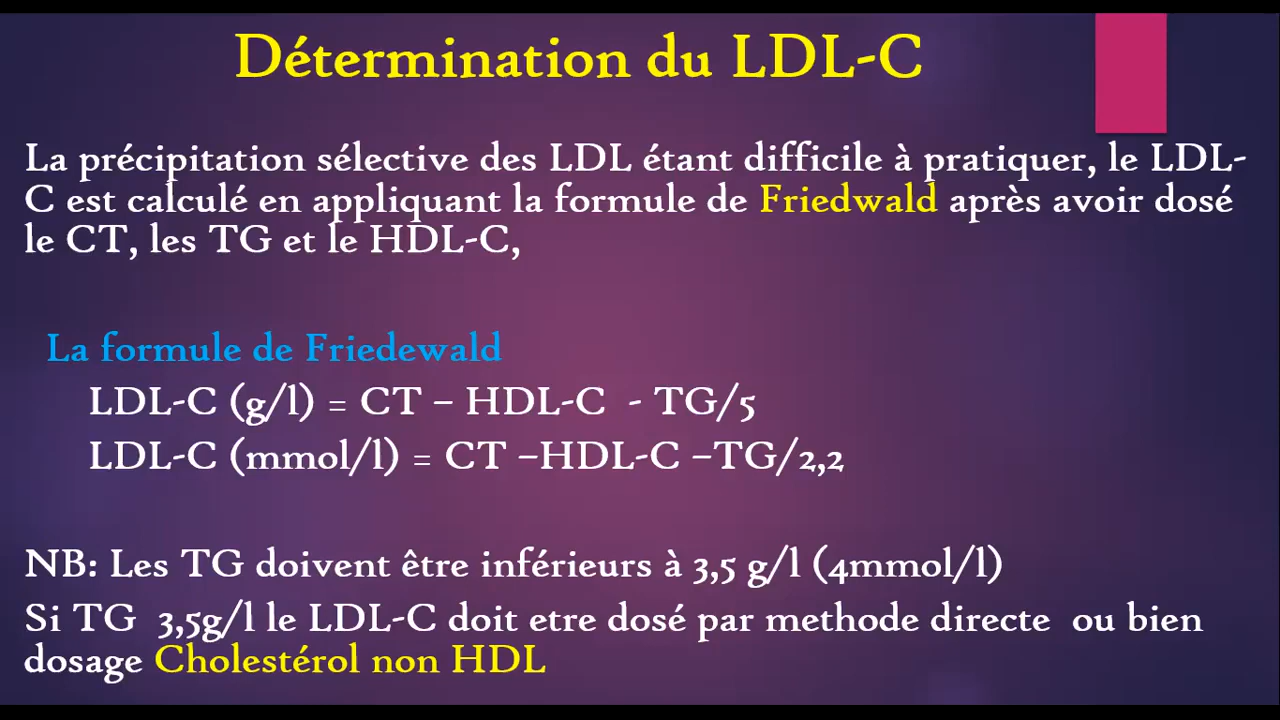 Détermination du LDL-C
La précipitation sélective des LDL étant difficile à pratiquer, le LDL-
C est calculé en appliquant la formule de Friedwald après avoir dosé
le CT, les TG et le HDL-C,
La formule de Friedewald
LDL-C (g/l) = CT – HDL-C  - TG/5
LDL-C (mmol/l) = CT –HDL-C –TG/2,2
NB: Les TG doivent être inférieurs à 3,5 g/l (4mmol/l)
Si TG  3,5g/l le LDL-C doit etre dosé par methode directe  ou bien
dosage Cholestérol non HDL